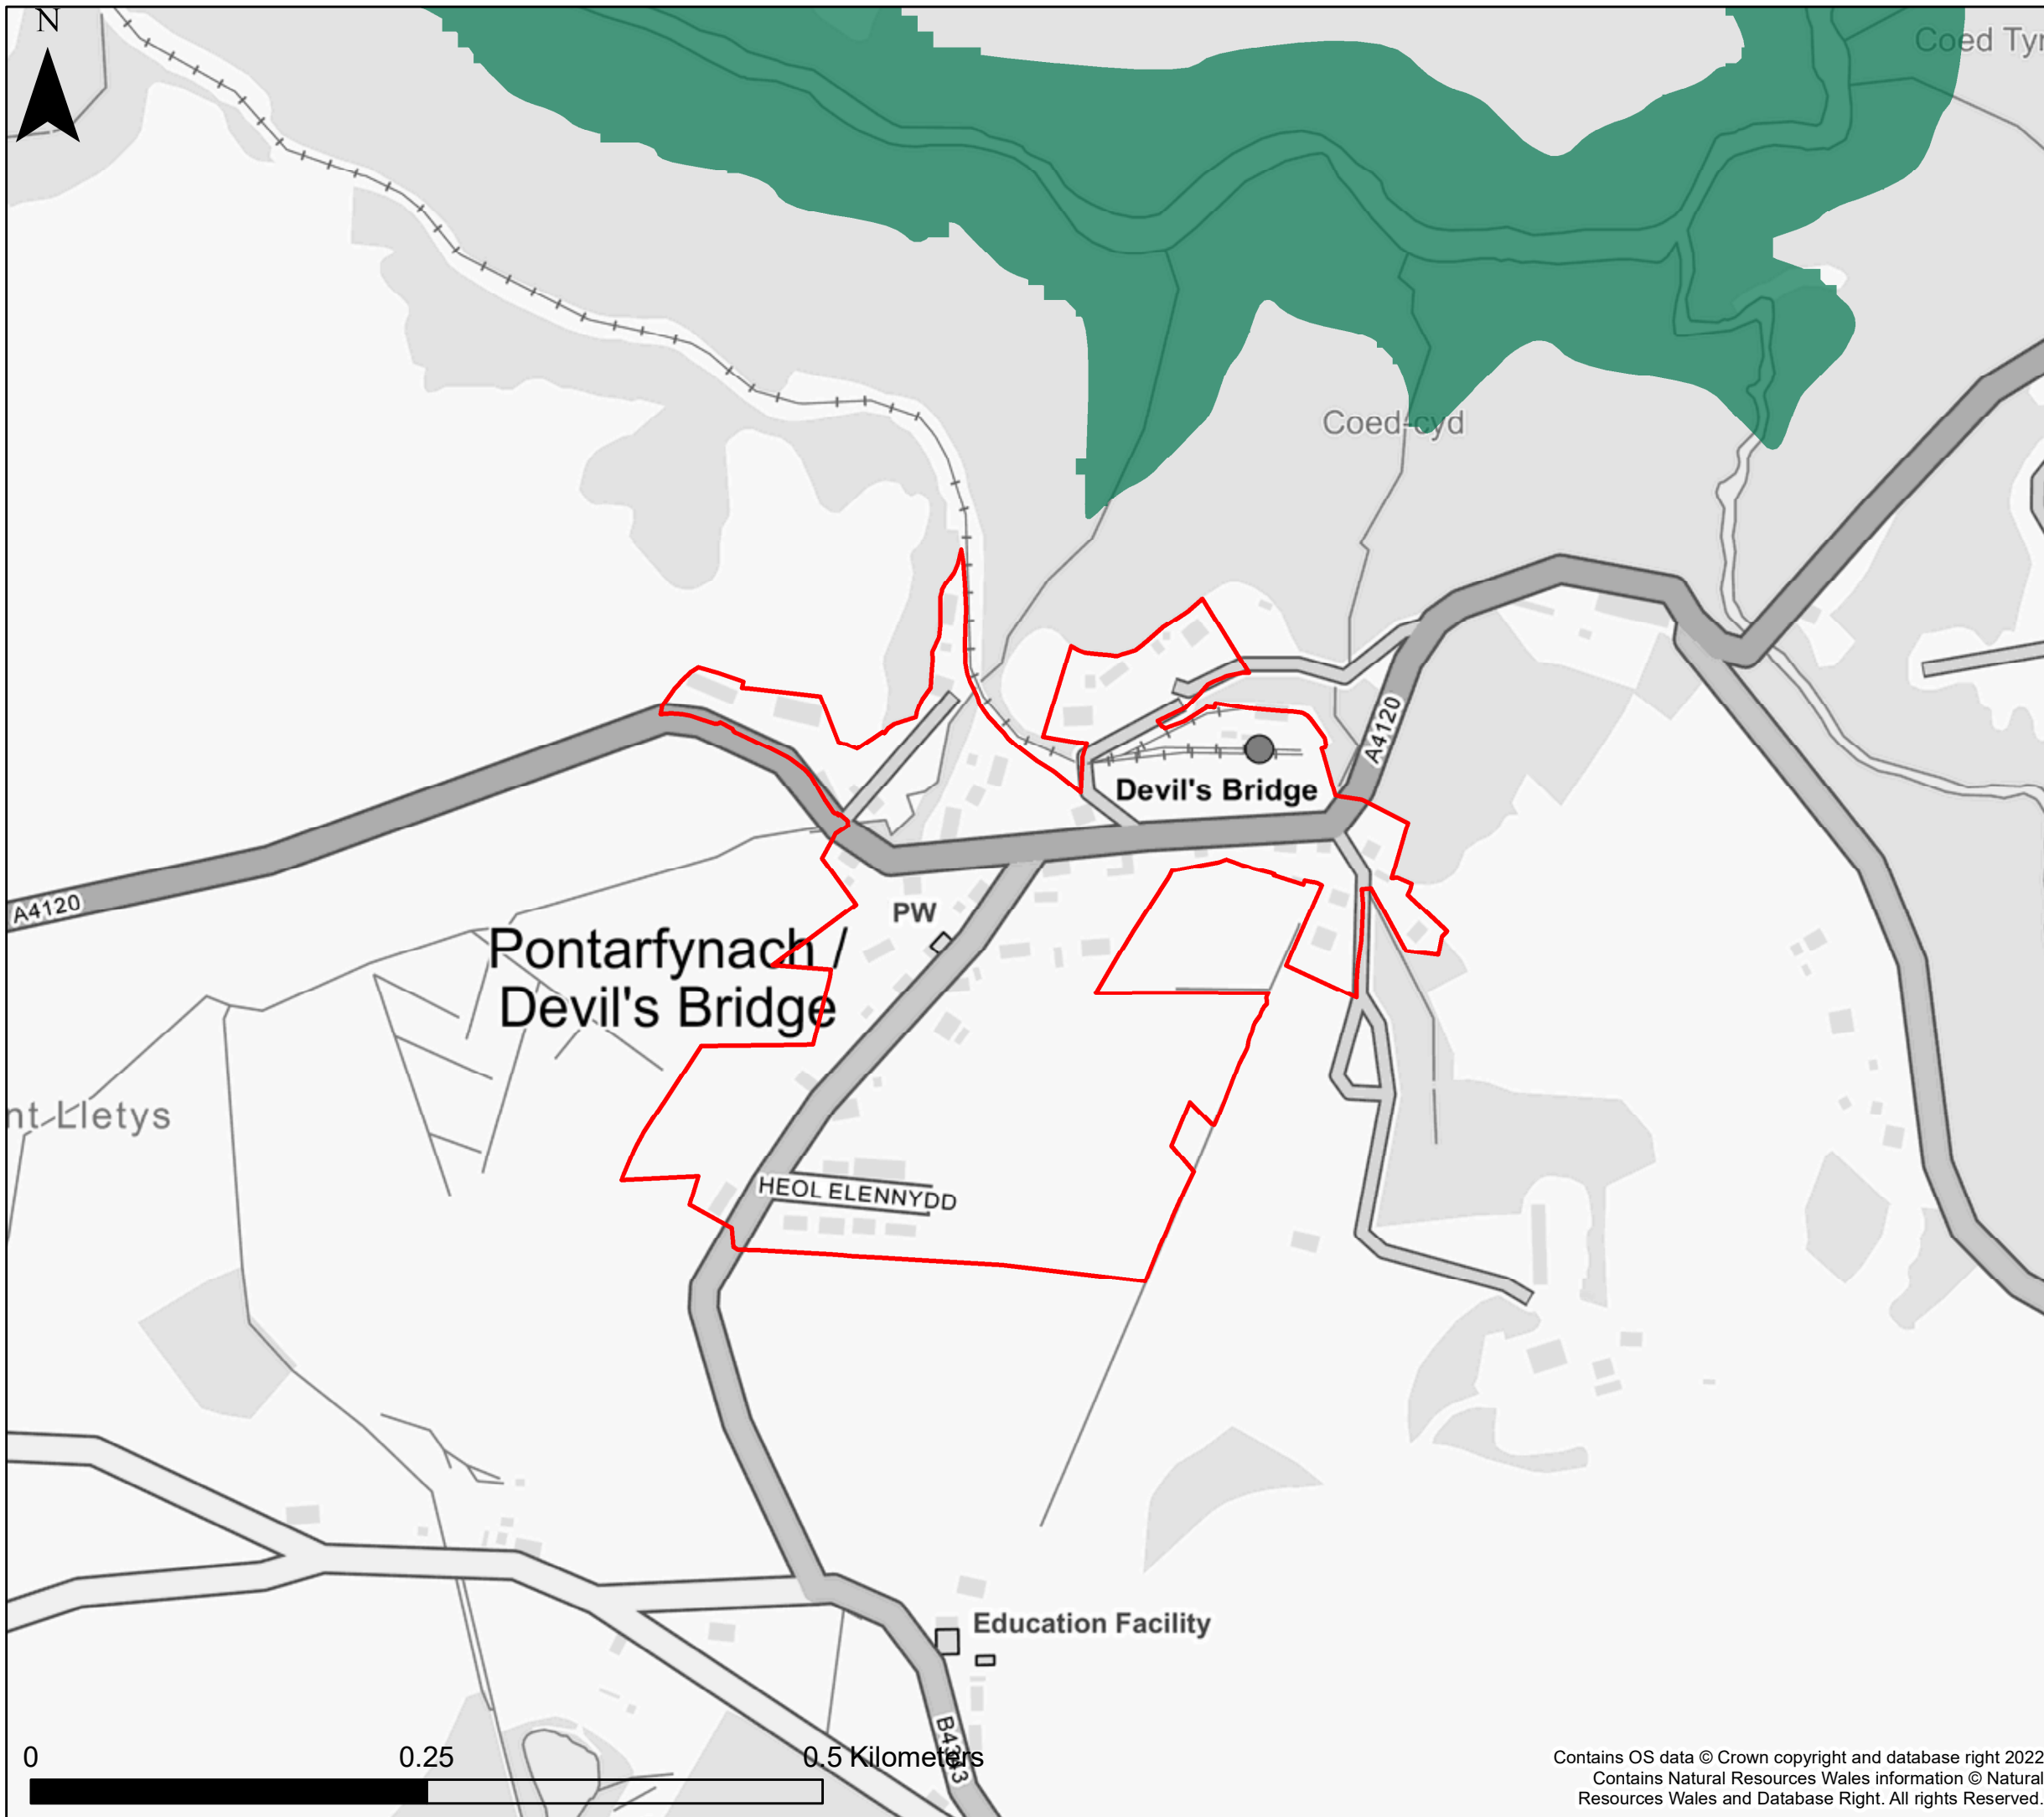 N
Coed Tyr
Coed-cyd
A4120
Devil's Bridge
A4120
PW
Pontarfynach /
Devil's Bridge
nt Lletys
HEOL ELENNYDD
Education Facility
B4343
0 0.25 0.5 Kilometers
Contains OS data © Crown copyright and database right 2022
Contains Natural Resources Wales information © Natural
Resources Wales and Database Right. All rights Reserved.